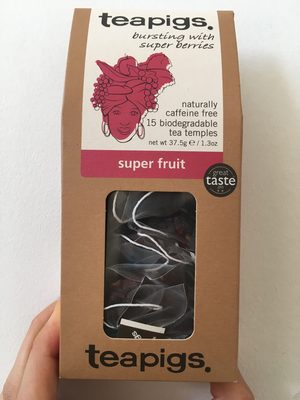 teapigs.
bursting with
super berries
naturally
caffeine free
15 biodegradable
tea temples
net wt 37.5g ℮ / 1.3oz
super fruit
great
taste
teapigs.